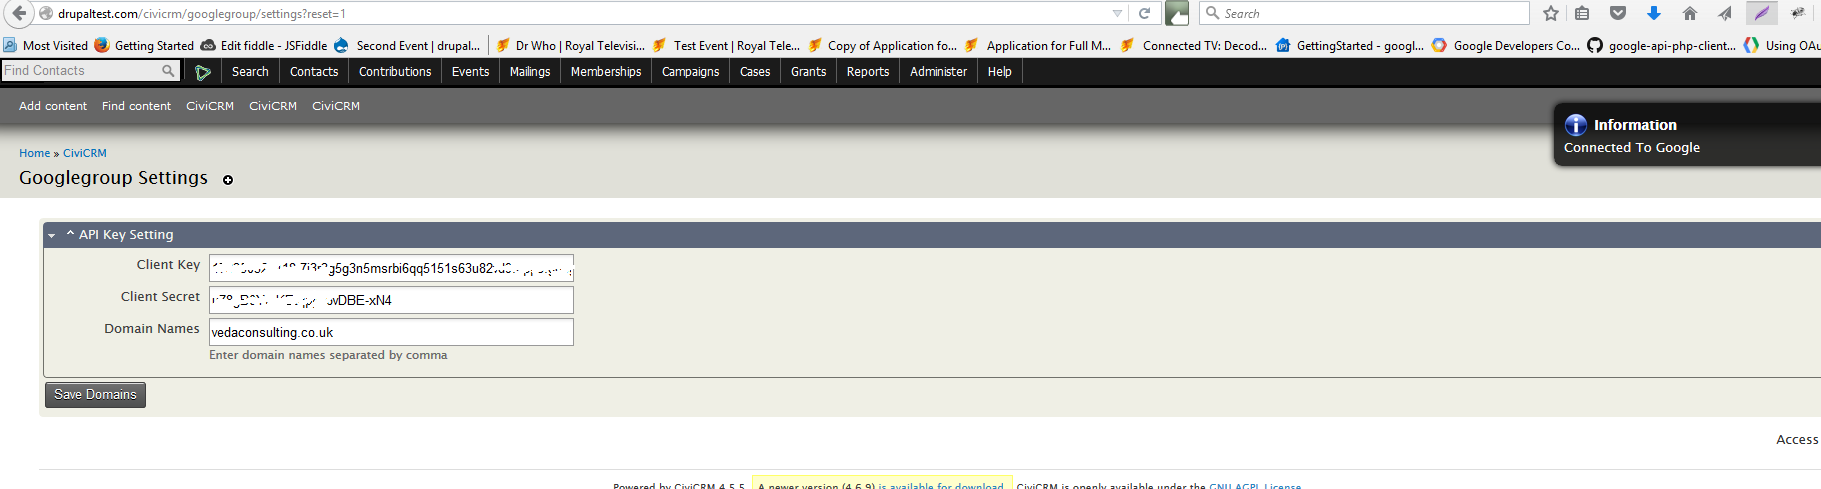 drupaltest.com/civicrm/googlegroup/settings?reset=1
Search
Most Visited Getting Started Edit fiddle - JSFiddle Second Event | drupal... Dr Who | Royal Televisi... Test Event | Royal Tele... Copy of Application fo... Application for Full M... Connected TV: Decod... GettingStarted - googl... Google Developers Co... google-api-php-client... Using OAu
Find Contacts Search Contacts Contributions Events Mailings Memberships Campaigns Cases Grants Reports Administer Help
Add content Find content CiviCRM CiviCRM CiviCRM
Information
Connected To Google
Home » CiviCRM
Googlegroup Settings
API Key Setting
Client Key
Client Secret
Domain Names vedaconsulting.co.uk
Enter domain names separated by comma
Save Domains
Access
Powered by CiviCRM 4.5.5 A newer version (4.6.9) is available for download. CiviCRM is openly available under the GNU AGPL License